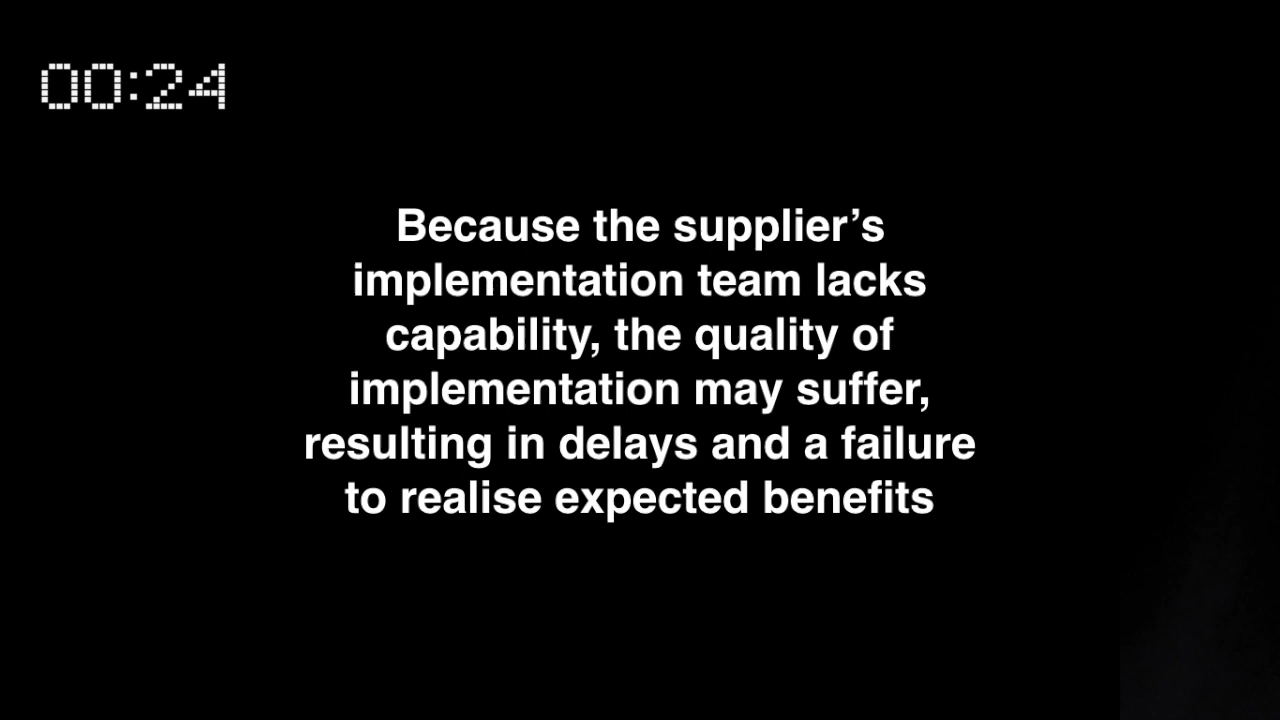 00:24
Because the supplier’s
implementation team lacks
capability, the quality of
implementation may suffer,
resulting in delays and a failure
to realise expected benefits